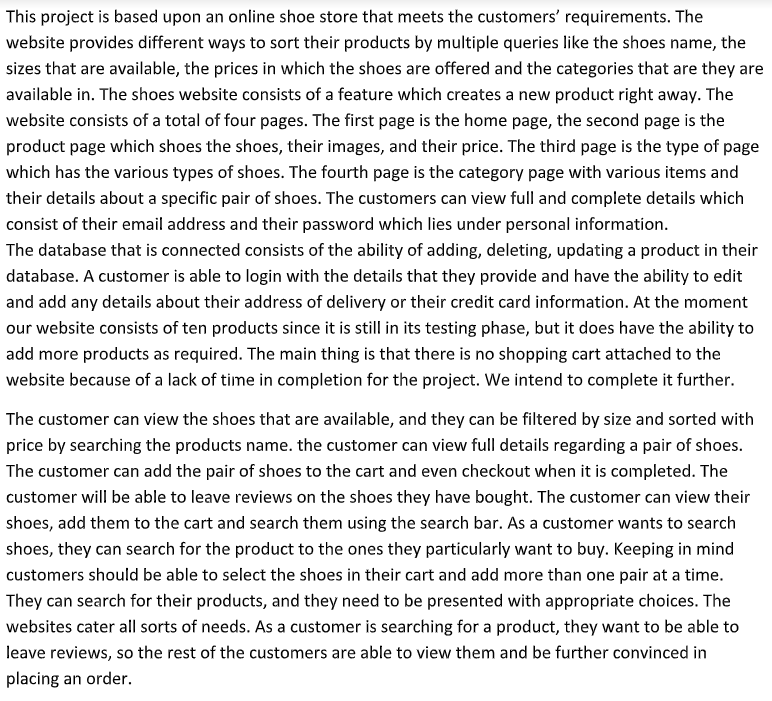 This project is based upon an online shoe store that meets the customers’ requirements. The
website provides different ways to sort their products by multiple queries like the shoes name, the
sizes that are available, the prices in which the shoes are offered and the categories that are they are
available in. The shoes website consists of a feature which creates a new product right away. The
website consists of a total of four pages. The first page is the home page, the second page is the
product page which shoes the shoes, their images, and their price. The third page is the type of page
which has the various types of shoes. The fourth page is the category page with various items and
their details about a specific pair of shoes. The customers can view full and complete details which
consist of their email address and their password which lies under personal information.
The database that is connected consists of the ability of adding, deleting, updating a product in their
database. A customer is able to login with the details that they provide and have the ability to edit
and add any details about their address of delivery or their credit card information. At the moment
our website consists of ten products since it is still in its testing phase, but it does have the ability to
add more products as required. The main thing is that there is no shopping cart attached to the
website because of a lack of time in completion for the project. We intend to complete it further.
The customer can view the shoes that are available, and they can be filtered by size and sorted with
price by searching the products name. the customer can view full details regarding a pair of shoes.
The customer can add the pair of shoes to the cart and even checkout when it is completed. The
customer will be able to leave reviews on the shoes they have bought. The customer can view their
shoes, add them to the cart and search them using the search bar. As a customer wants to search
shoes, they can search for the product to the ones they particularly want to buy. Keeping in mind
customers should be able to select the shoes in their cart and add more than one pair at a time.
They can search for their products, and they need to be presented with appropriate choices. The
websites cater all sorts of needs. As a customer is searching for a product, they want to be able to
leave reviews, so the rest of the customers are able to view them and be further convinced in
placing an order.